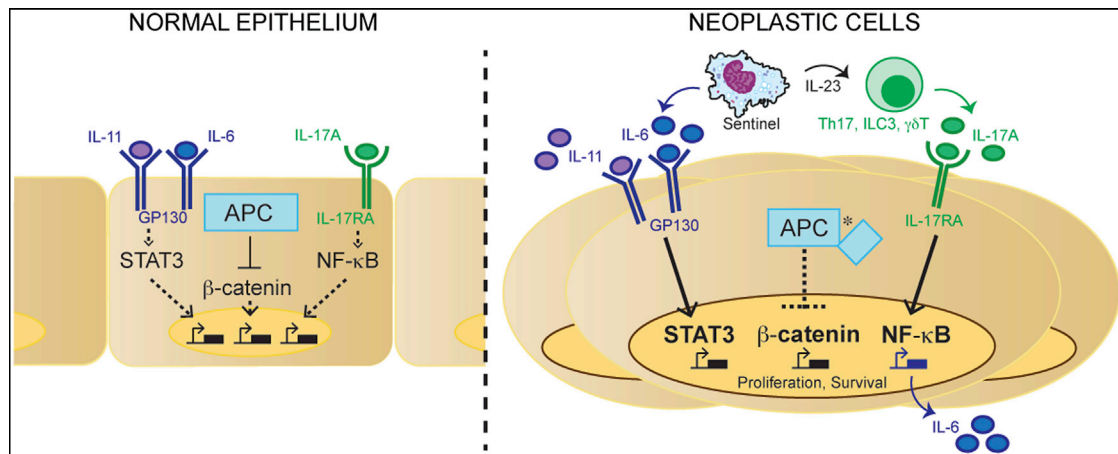 NORMAL EPITHELIUM
IL-11
IL-6
IL-17A
GP130
APC
IL-17RA
STAT3
NF-κB
β-catenin
NEOPLASTIC CELLS
IL-23
Sentinel
Th17, ILC3, γδT
IL-6
IL-11
IL-17A
GP130
APC
*
IL-17RA
STAT3
β-catenin
NF-κB
Proliferation, Survival
IL-6